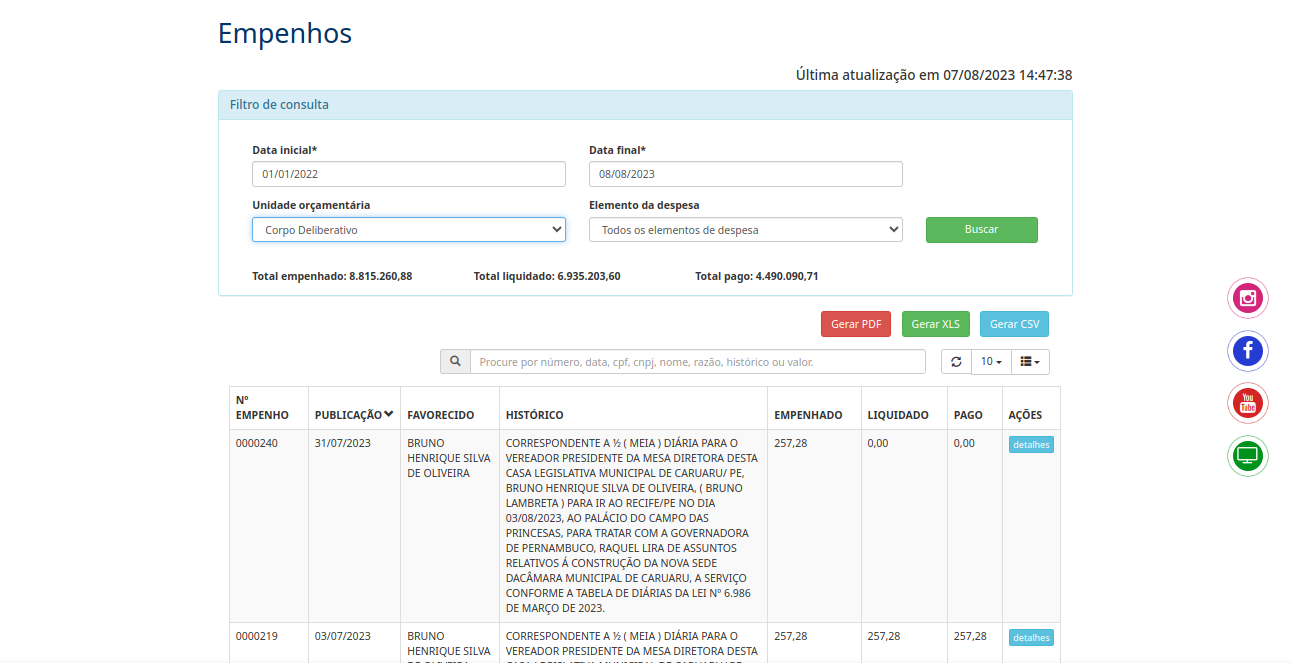 Empenhos
Última atualização em 07/08/2023 14:47:38
Filtro de consulta
Data inicial*
Data final*
01/01/2022
08/08/2023
Unidade orçamentária
Elemento da despesa
Corpo Deliberativo
Todos os elementos de despesa
Buscar
Total empenhado: 8.815.260,88
Total liquidado: 6.935.203,60
Total pago: 4.490.090,71
Gerar PDF
Gerar XLS
Gerar CSV
Procure por número, data, cpf, cnpj, nome, razão, histórico ou valor.
10
Nº
EMPENHO
PUBLICAÇÃO
FAVORECIDO
HISTÓRICO
EMPENHADO
LIQUIDADO
PAGO
AÇÕES
0000240
31/07/2023
BRUNO
HENRIQUE SILVA
DE OLIVEIRA
CORRESPONDENTE A ½ ( MEIA ) DIÁRIA PARA O
VEREADOR PRESIDENTE DA MESA DIRETORA DESTA
CASA LEGISLATIVA MUNICIPAL DE CARUARU/ PE,
BRUNO HENRIQUE SILVA DE OLIVEIRA, ( BRUNO
LAMBRETA ) PARA IR AO RECIFE/PE NO DIA
03/08/2023, AO PALÁCIO DO CAMPO DAS
PRINCESAS, PARA TRATAR COM A GOVERNADORA
DE PERNAMBUCO, RAQUEL LIRA DE ASSUNTOS
RELATIVOS Á CONSTRUÇÃO DA NOVA SEDE
DACÂMARA MUNICIPAL DE CARUARU, A SERVIÇO
CONFORME A TABELA DE DIÁRIAS DA LEI Nº 6.986
DE MARÇO DE 2023.
257,28
0,00
0,00
detalhes
0000219
03/07/2023
BRUNO
HENRIQUE SILVA
CORRESPONDENTE A ½ ( MEIA ) DIÁRIA PARA O
VEREADOR PRESIDENTE DA MESA DIRETORA DESTA
257,28
257,28
257,28
detalhes
You
Tube